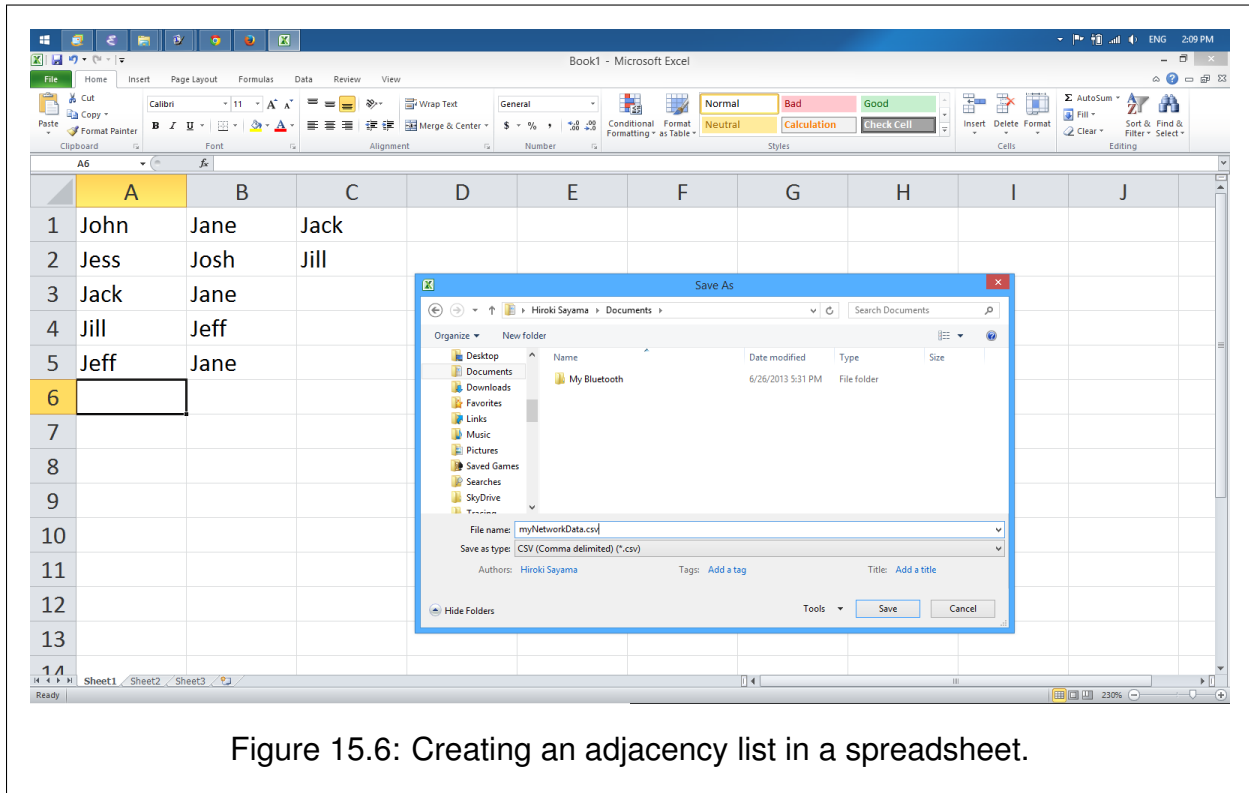 ENG 2:09 PM
Book1 - Microsoft Excel
File Home Insert Page Layout Formulas Data Review View
Cut
Copy
Format Painter
Paste
Calibri 11
B I U A
Wrap Text
Merge & Center
General
$ % , .00
Conditional Formatting
Format as Table
Normal Bad Good
Neutral Calculation Check Cell
Insert Delete Format
Σ AutoSum
Fill
Clear
Sort & Filter
Find & Select
Clipboard Font Alignment Number Styles Cells Editing
A6 fx
A B C D E F G H I J
1 John Jane Jack
2 Jess Josh Jill
3 Jack Jane
4 Jill Jeff
5 Jeff Jane
6
7
8
9
10
11
12
13
14
Save As
Hiroki Sayama Documents
Search Documents
Organize New folder
Name Date modified Type Size
Desktop
Documents
Downloads
Favorites
Links
Music
Pictures
Saved Games
Searches
SkyDrive
Tracing
My Bluetooth 6/26/2013 5:31 PM File folder
File name: myNetworkData.csv
Save as type: CSV (Comma delimited) (*.csv)
Authors: Hiroki Sayama Tags: Add a tag Title: Add a title
Hide Folders Tools Save Cancel
Sheet1 Sheet2 Sheet3
Ready 230%
Figure 15.6: Creating an adjacency list in a spreadsheet.